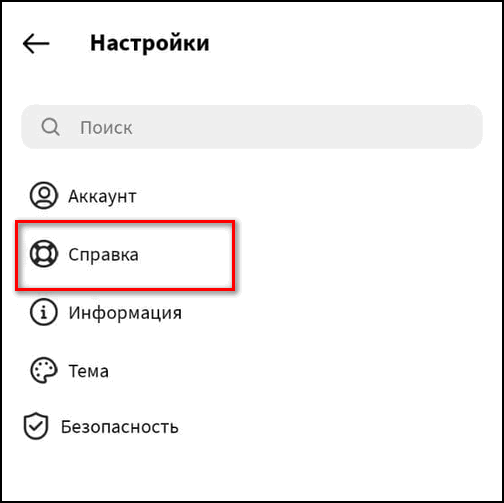 Настройки
Поиск
Аккаунт
Справка
Информация
Тема
Безопасность